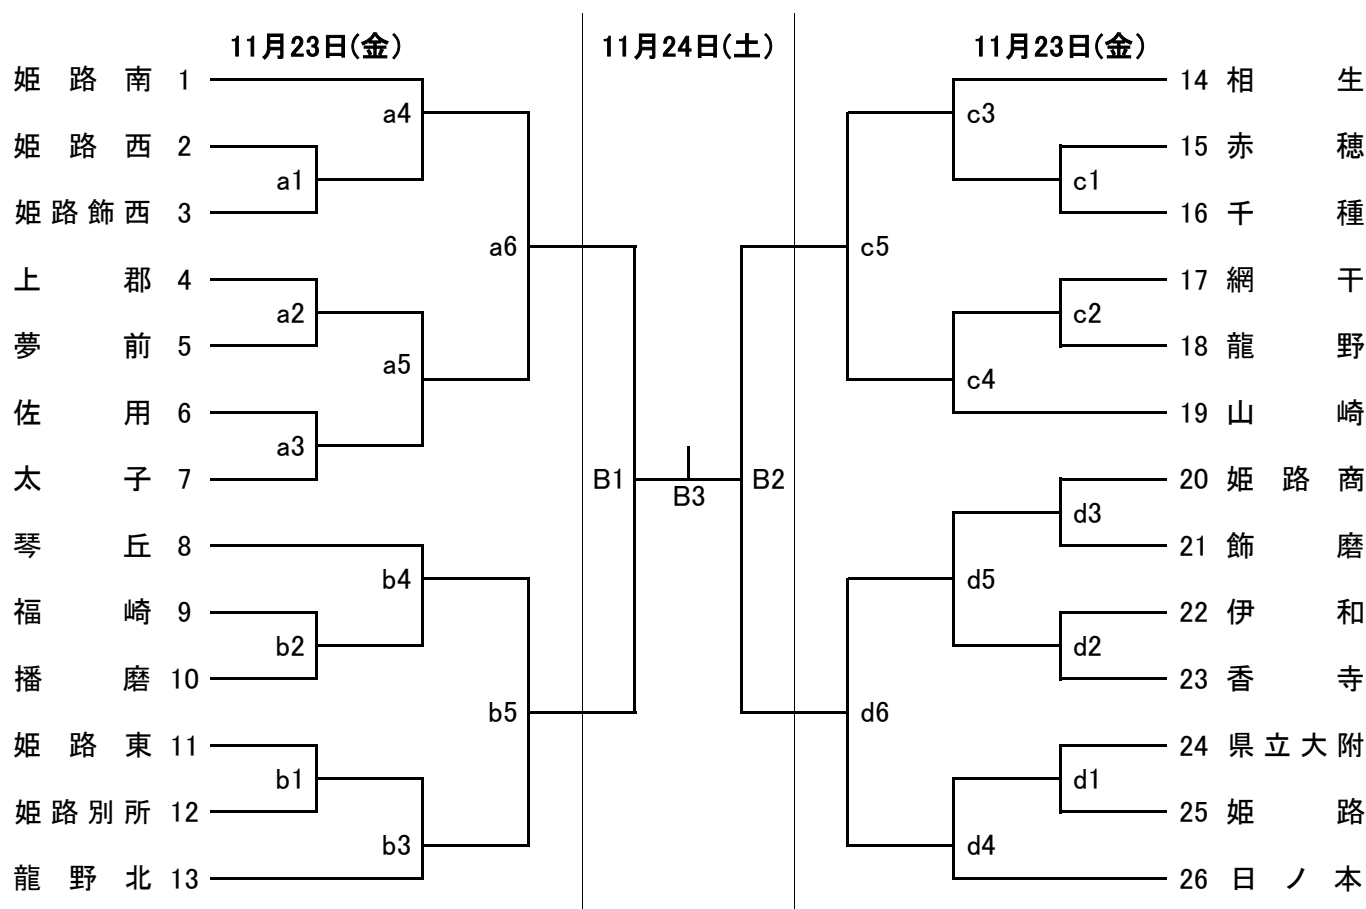 11月23日(金) 11月24日(土) 11月23日(金)
姫路南 1 14 相生
a4 c3
姫路西 2 15 赤穂
a1 c1
姫路飾西 3 16 千種
a6 c5
上郡 4 17 網干
a2 c2
夢前 5 18 龍野
a5 c4
佐用 6 19 山崎
a3
太子 7 B1 B2 20 姫路商
B3
d3
琴丘 8 21 飾磨
b4 d5
福崎 9 22 伊和
b2 d2
播磨 10 23 香寺
b5 d6
姫路東 11 24 県立大附
b1 d1
姫路別所 12 25 姫路
b3 d4
龍野北 13 26 日ノ本